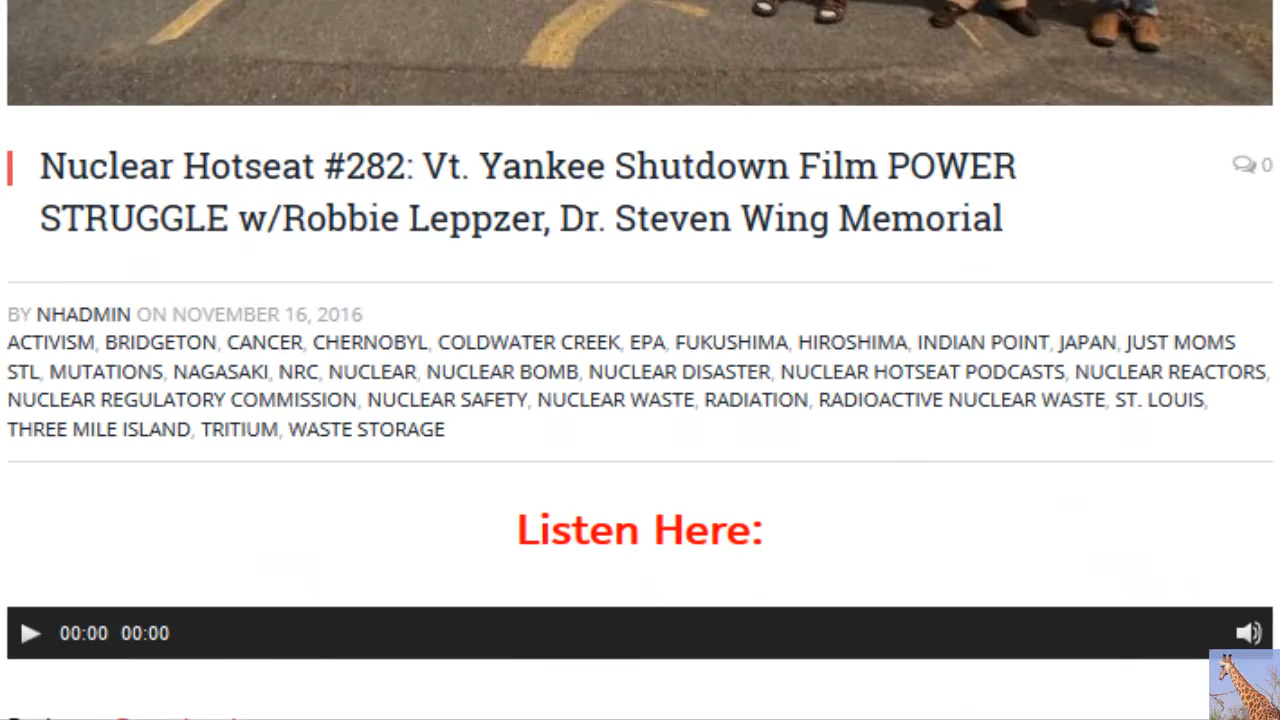 Nuclear Hotseat #282: Vt. Yankee Shutdown Film POWER
0
STRUGGLE w/Robbie Leppzer, Dr. Steven Wing Memorial
BY NHADMIN ON NOVEMBER 16, 2016
ACTIVISM, BRIDGETON, CANCER, CHERNOBYL, COLDWATER CREEK, EPA, FUKUSHIMA, HIROSHIMA, INDIAN POINT, JAPAN, JUST MOMS
STL, MUTATIONS, NAGASAKI, NRC, NUCLEAR, NUCLEAR BOMB, NUCLEAR DISASTER, NUCLEAR HOTSEAT PODCASTS, NUCLEAR REACTORS,
NUCLEAR REGULATORY COMMISSION, NUCLEAR SAFETY, NUCLEAR WASTE, RADIATION, RADIOACTIVE NUCLEAR WASTE, ST. LOUIS,
THREE MILE ISLAND, TRITIUM, WASTE STORAGE
Listen Here:
00:00 00:00